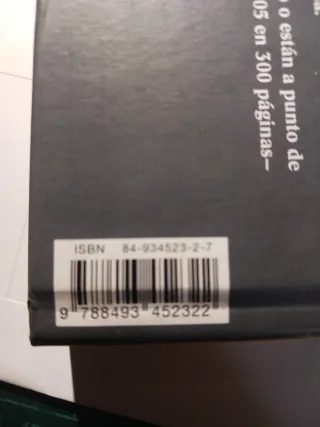 o están a punto de
05 en 300 páginas–
ISBN 84-934523-2-7
9 788493 452322